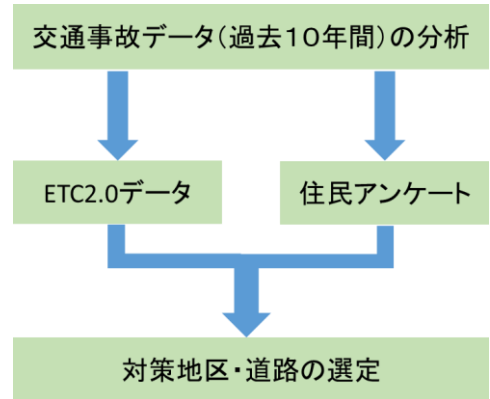 交通事故データ(過去10年間)の分析
ETC2.0データ
住民アンケート
対策地区・道路の選定